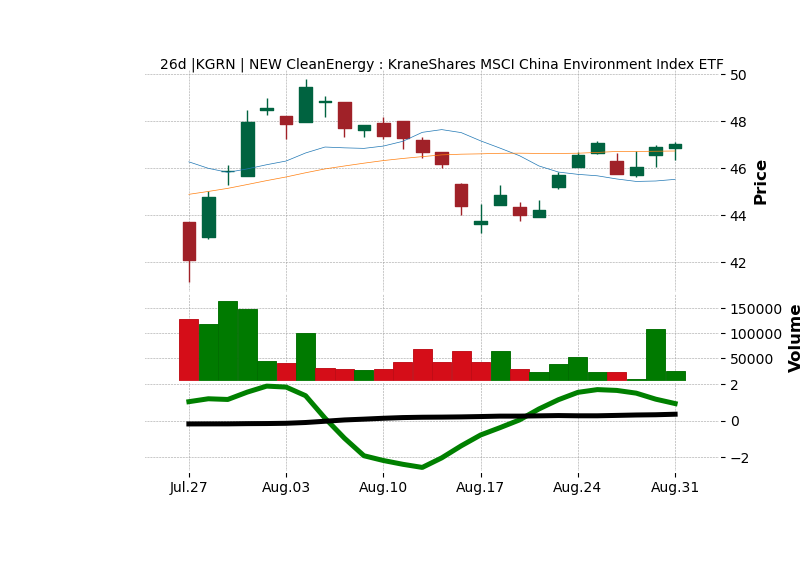 26d |KGRN | NEW CleanEnergy : KraneShares MSCI China Environment Index ETF
50
48
46
44
42
Price
150000
100000
50000
Volume
2
0
−2
Jul.27 Aug.03 Aug.10 Aug.17 Aug.24 Aug.31